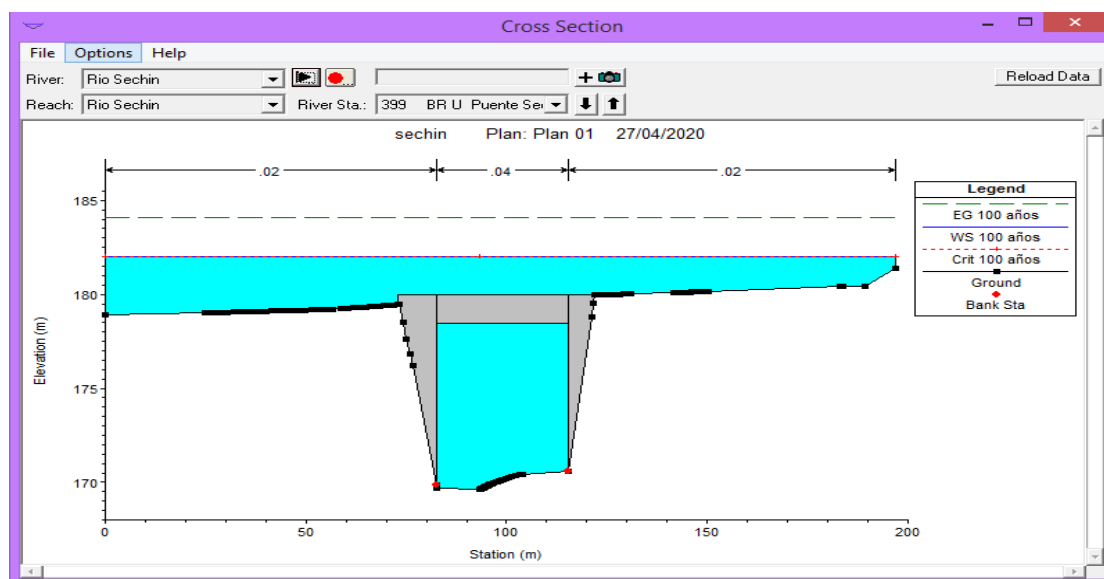 Cross Section
File Options Help
River: Rio Sechin
Reload Data
Reach: Rio Sechin River Sta.: 399 BR U Puente Se
sechin Plan: Plan 01 27/04/2020
.02 .04 .02
Legend
EG 100 años
WS 100 años
Crit 100 años
Ground
Bank Sta
185
180
175
170
Elevation (m)
0 50 100 150 200
Station (m)